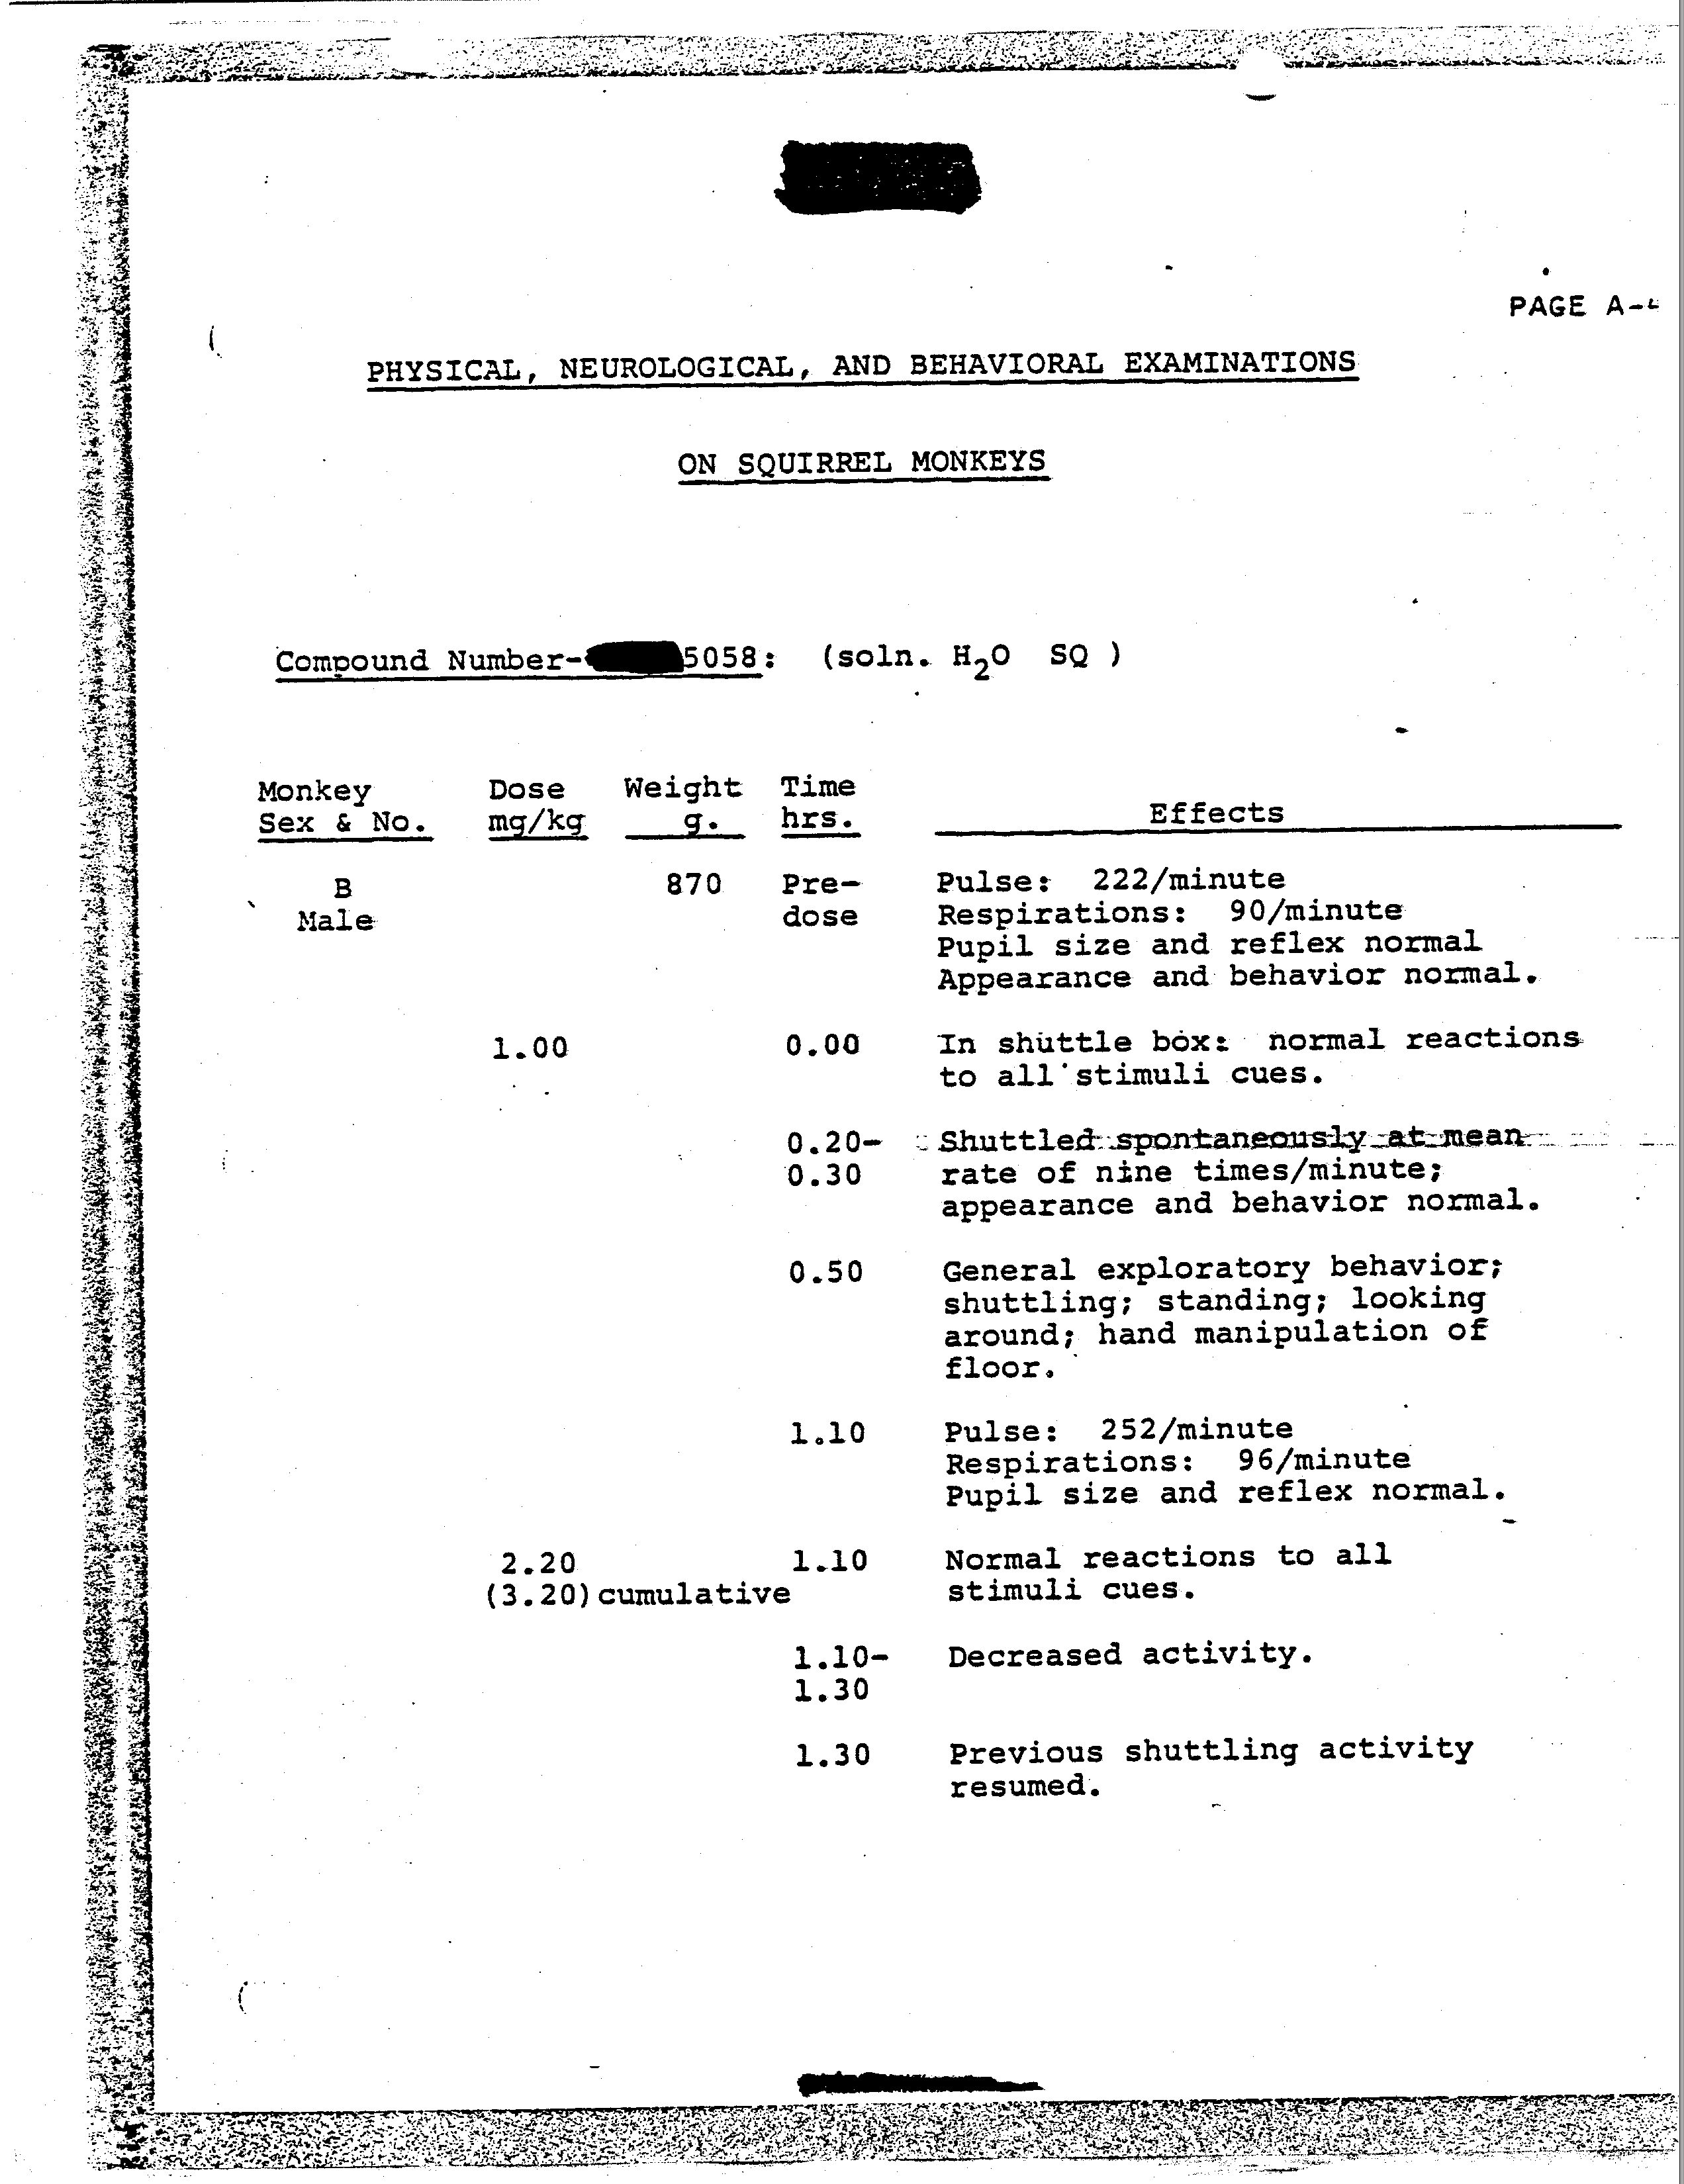 PAGE A-
PHYSICAL, NEUROLOGICAL, AND BEHAVIORAL EXAMINATIONS
ON SQUIRREL MONKEYS
Compound Number- 5058: (soln. H₂O SQ )
Monkey Dose Weight Time
Sex & No. mg/kg g. hrs. Effects
B 870 Pre- Pulse: 222/minute
Male dose Respirations: 90/minute
Pupil size and reflex normal
Appearance and behavior normal.
1.00 0.00 In shuttle box: normal reactions
to all stimuli cues.
0.20- Shuttled spontaneously at mean
0.30 rate of nine times/minute;
appearance and behavior normal.
0.50 General exploratory behavior;
shuttling; standing; looking
around; hand manipulation of
floor.
1.10 Pulse: 252/minute
Respirations: 96/minute
Pupil size and reflex normal.
2.20 1.10 Normal reactions to all
(3.20) cumulative stimuli cues.
1.10- Decreased activity.
1.30
1.30 Previous shuttling activity
resumed.